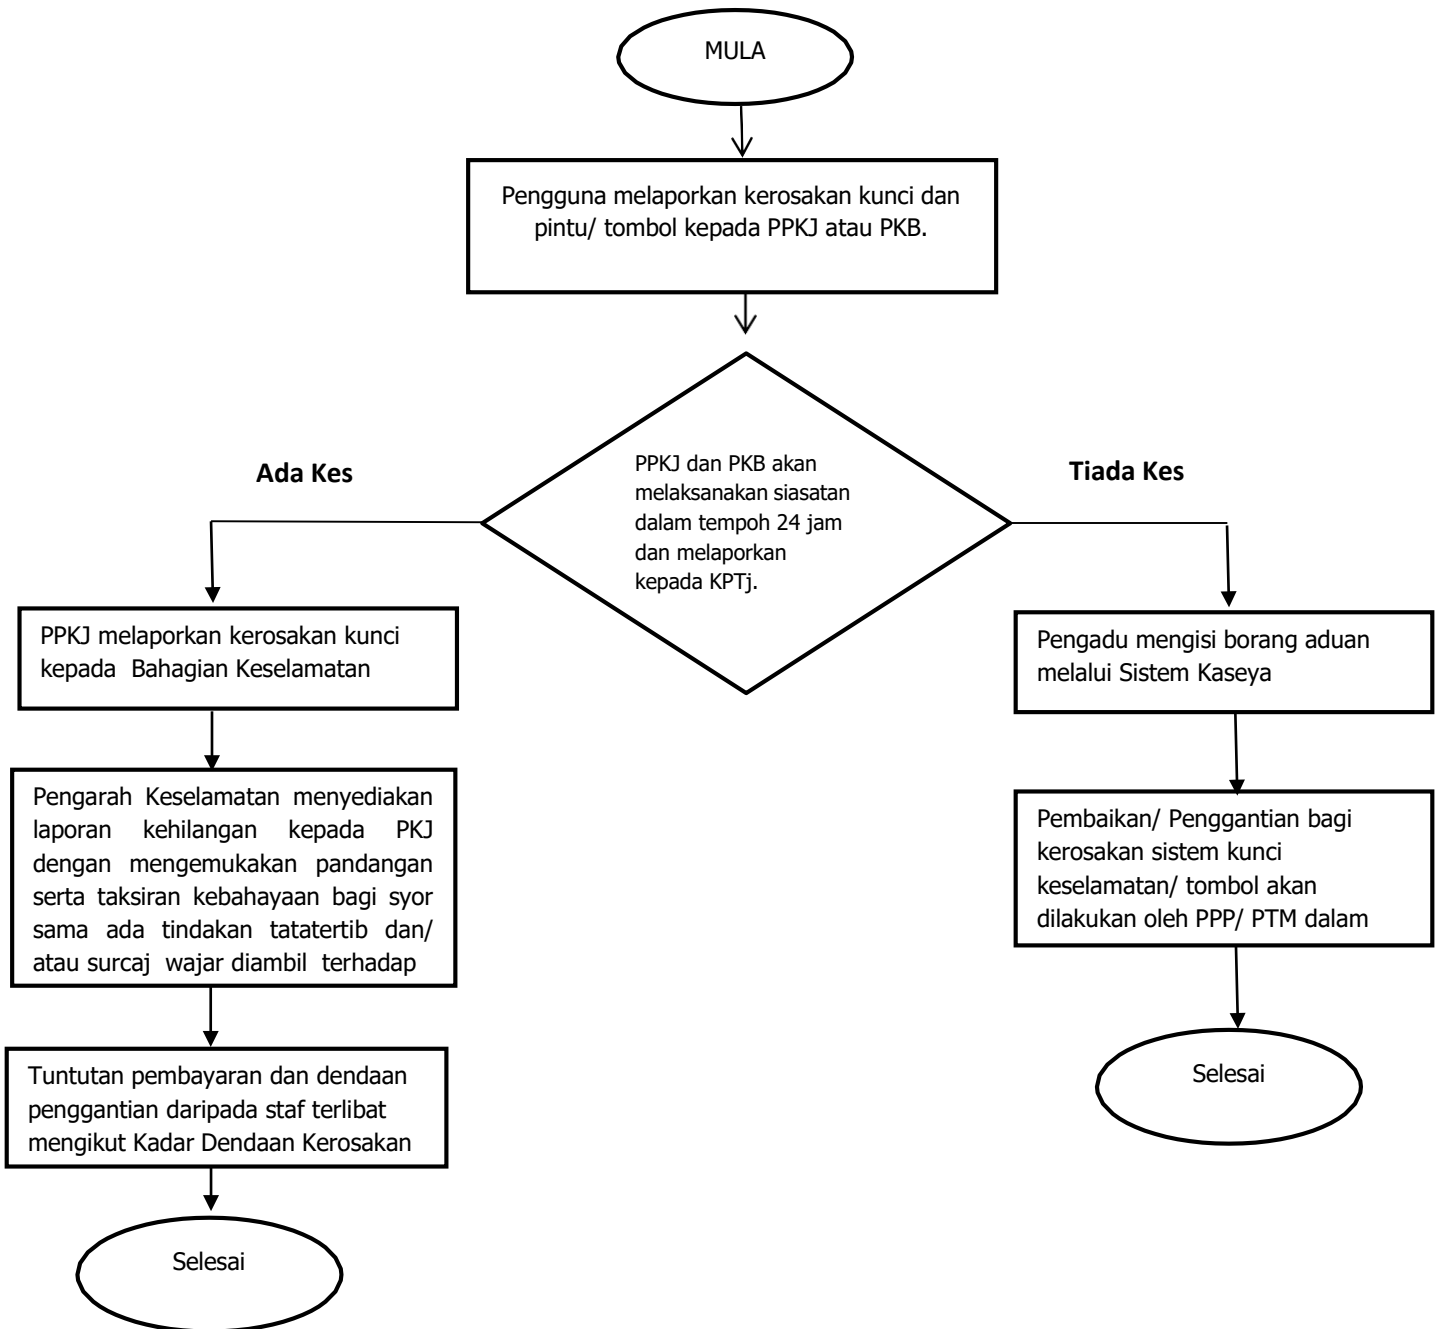 MULA
Pengguna melaporkan kerosakan kunci dan
pintu/ tombol kepada PPKJ atau PKB.
PPKJ dan PKB akan
melaksanakan siasatan
dalam tempoh 24 jam
dan melaporkan
kepada KPTj.
Ada Kes
Tiada Kes
PPKJ melaporkan kerosakan kunci
kepada Bahagian Keselamatan
Pengarah Keselamatan menyediakan
laporan kehilangan kepada PKJ
dengan mengemukakan pandangan
serta taksiran kebahayaan bagi syor
sama ada tindakan tatatertib dan/
atau surcaj wajar diambil terhadap
Tuntutan pembayaran dan dendaan
penggantian daripada staf terlibat
mengikut Kadar Dendaan Kerosakan
Selesai
Pengadu mengisi borang aduan
melalui Sistem Kaseya
Pembaikan/ Penggantian bagi
kerosakan sistem kunci
keselamatan/ tombol akan
dilakukan oleh PPP/ PTM dalam
Selesai